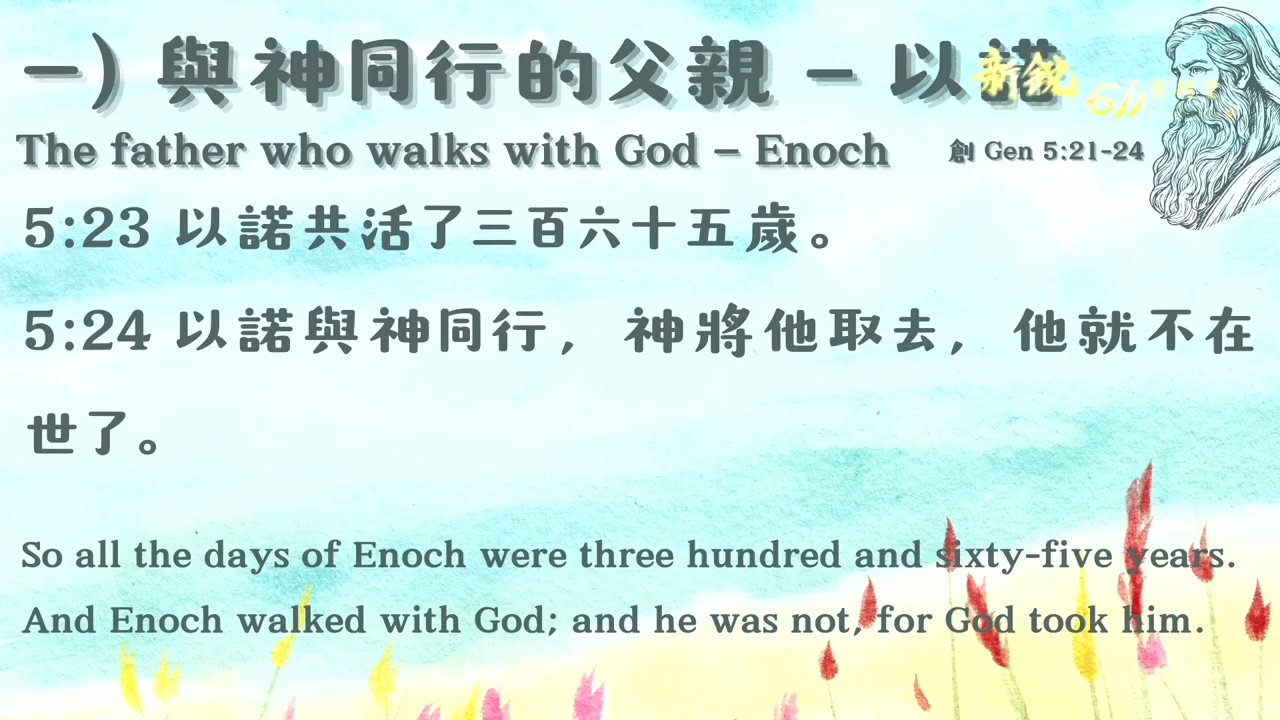 一) 與神同行的父親 – 以諾
新銳
The father who walks with God – Enoch 創 Gen 5:21-24
5:23 以諾共活了三百六十五歲。
5:24 以諾與神同行，神將他取去，他就不在
世了。
So all the days of Enoch were three hundred and sixty-five years.
And Enoch walked with God; and he was not, for God took him.